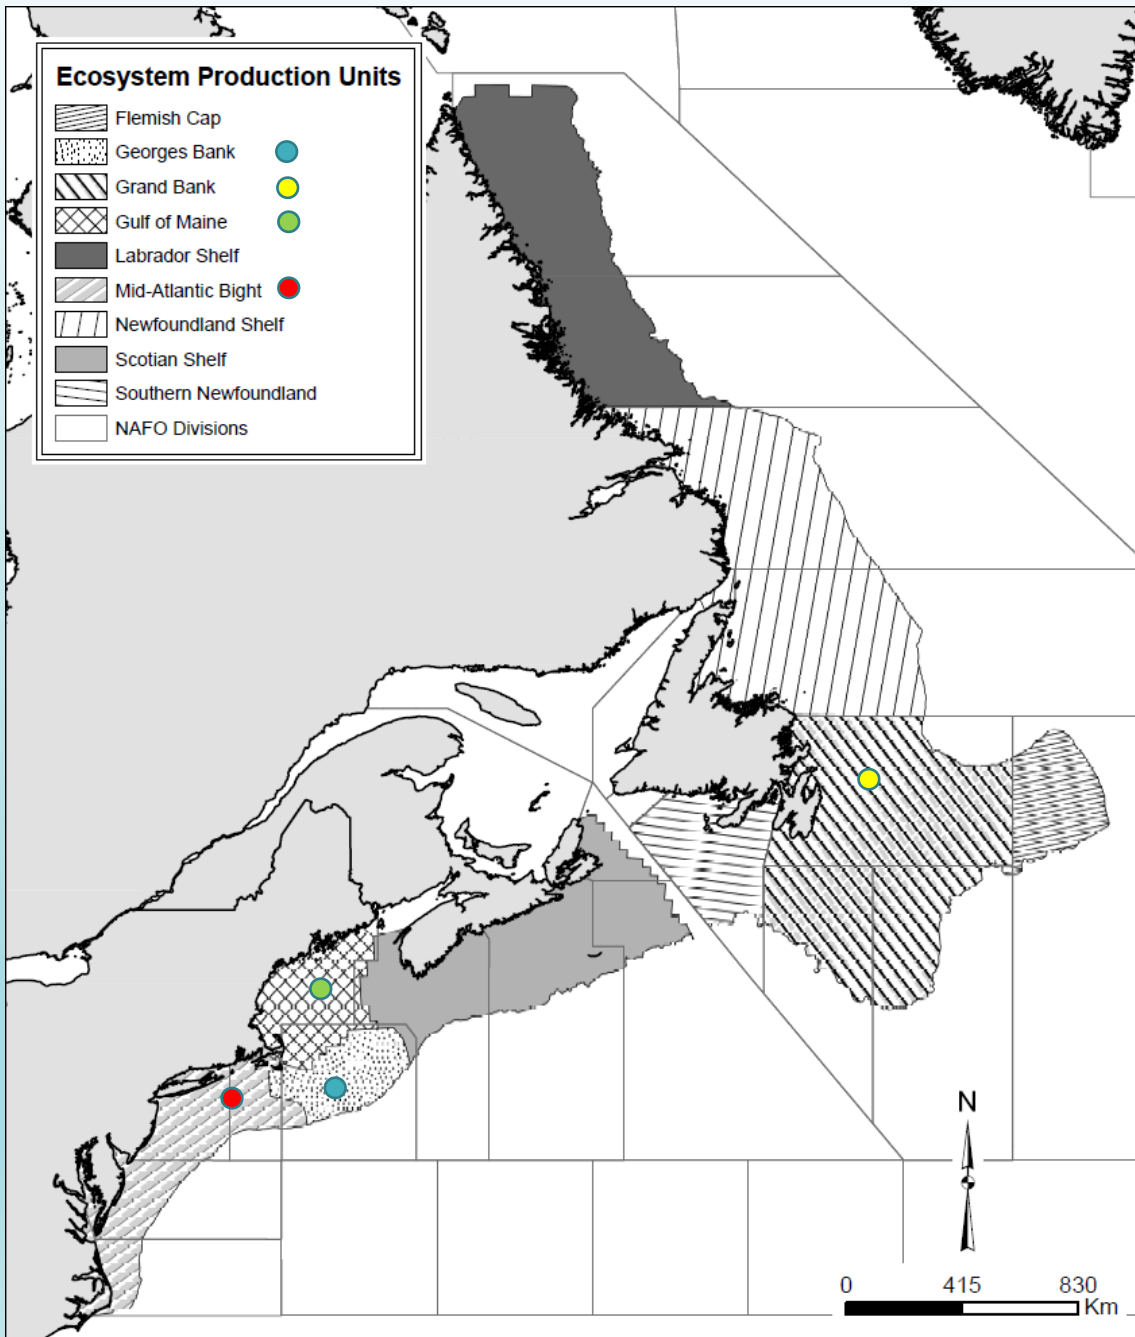 Ecosystem Production Units
Flemish Cap
Georges Bank
Grand Bank
Gulf of Maine
Labrador Shelf
Mid-Atlantic Bight
Newfoundland Shelf
Scotian Shelf
Southern Newfoundland
NAFO Divisions
N
0 415 830
Km